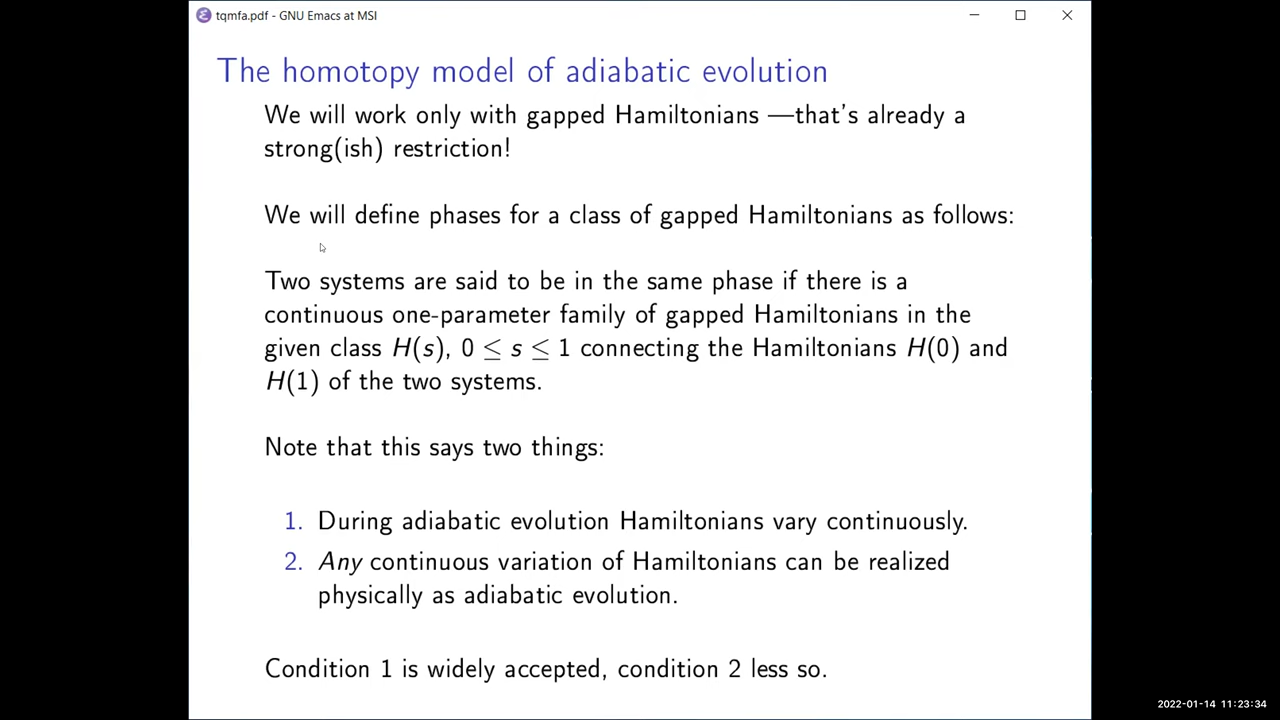 tqmfa.pdf - GNU Emacs at MSI
The homotopy model of adiabatic evolution
We will work only with gapped Hamiltonians —that's already a
strong(ish) restriction!
We will define phases for a class of gapped Hamiltonians as follows:
Two systems are said to be in the same phase if there is a
continuous one-parameter family of gapped Hamiltonians in the
given class H(s), 0 ≤ s ≤ 1 connecting the Hamiltonians H(0) and
H(1) of the two systems.
Note that this says two things:
1. During adiabatic evolution Hamiltonians vary continuously.
2. Any continuous variation of Hamiltonians can be realized
physically as adiabatic evolution.
Condition 1 is widely accepted, condition 2 less so.
2022-01-14 11:23:34